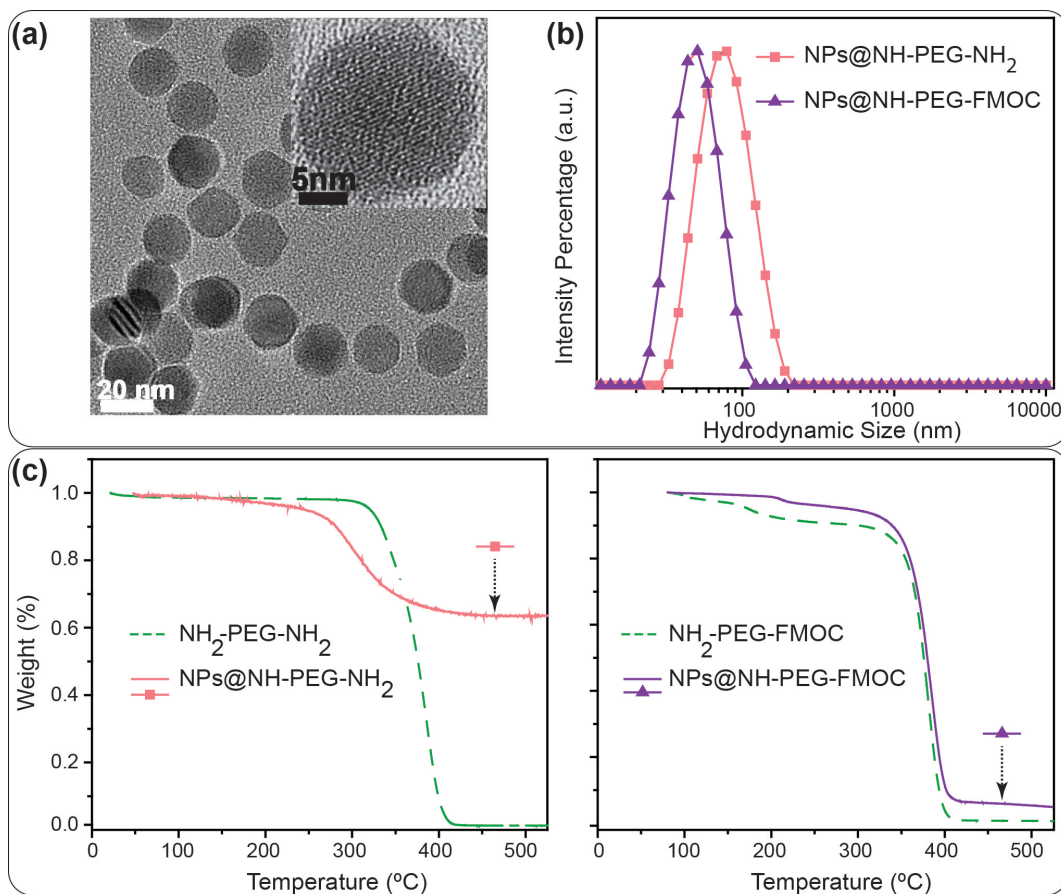 (a)
5nm
20 nm
(b)
NPs@NH-PEG-NH2
NPs@NH-PEG-FMOC
Intensity Percentage (a.u.)
100 1000 10000
Hydrodynamic Size (nm)
(c)
Weight (%)
1.0
0.8
0.6
0.4
0.2
0.0
NH2-PEG-NH2
NPs@NH-PEG-NH2
0 100 200 300 400 500
Temperature (ºC)
NH2-PEG-FMOC
NPs@NH-PEG-FMOC
0 100 200 300 400 500
Temperature (ºC)